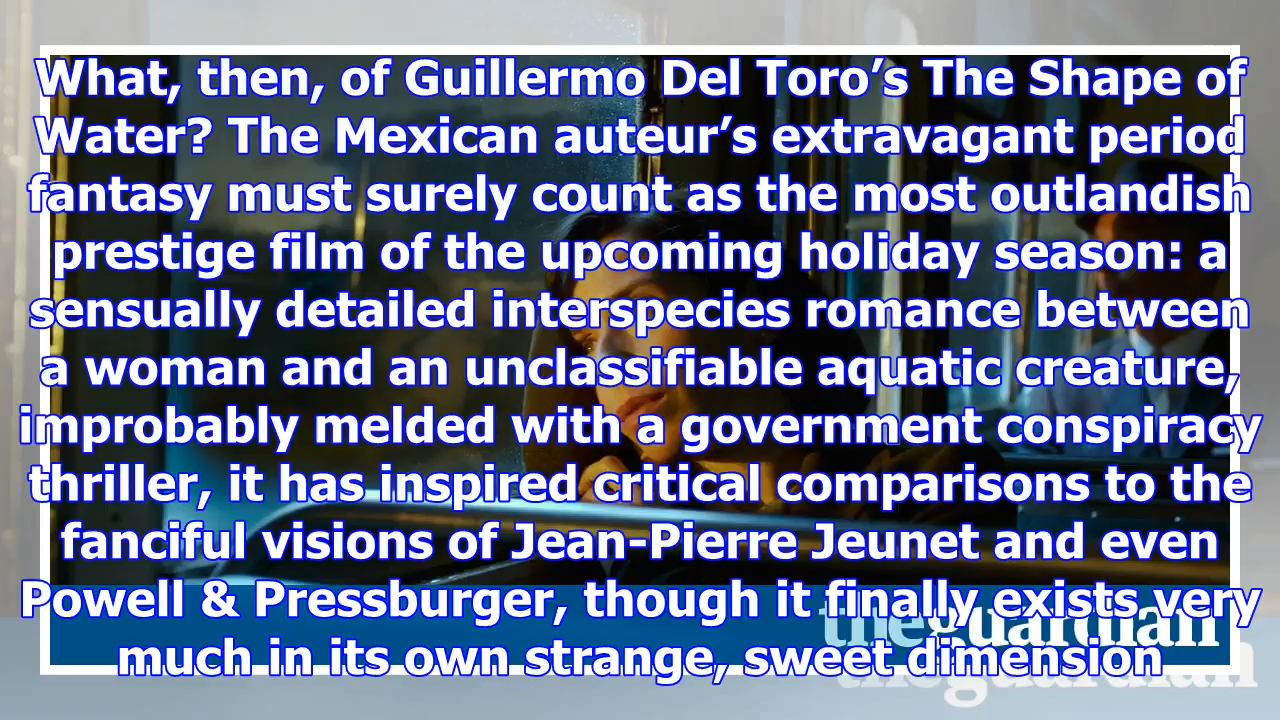 What, then, of Guillermo Del Toro’s The Shape of
Water? The Mexican auteur’s extravagant period
fantasy must surely count as the most outlandish
prestige film of the upcoming holiday season: a
sensually detailed interspecies romance between
a woman and an unclassifiable aquatic creature,
improbably melded with a government conspiracy
thriller, it has inspired critical comparisons to the
fanciful visions of Jean-Pierre Jeunet and even
Powell & Pressburger, though it finally exists very
much in its own strange, sweet dimension
theguardian
theguardian